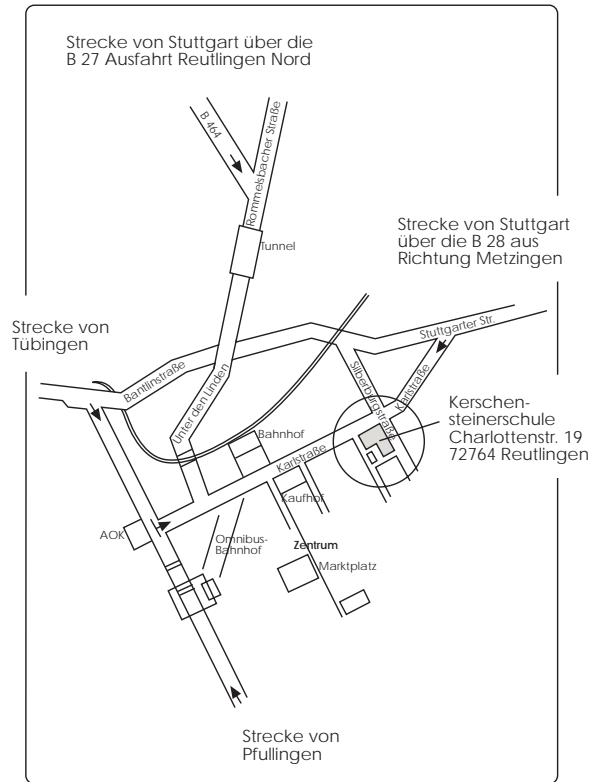 Strecke von Stuttgart über die
B 27 Ausfahrt Reutlingen Nord
B 464
Rommelsbacher Straße
Tunnel
Strecke von Stuttgart
über die B 28 aus
Richtung Metzingen
Strecke von
Tübingen
Stuttgarter Str.
Bantlinstraße
Unter den Linden
Silberburgstraße
Karlstraße
Kerschen-
steinerschule
Charlottenstr. 19
72764 Reutlingen
Bahnhof
Karlstraße
Kaufhof
AOK
Omnibus-
Bahnhof
Zentrum
Marktplatz
Strecke von
Pfullingen